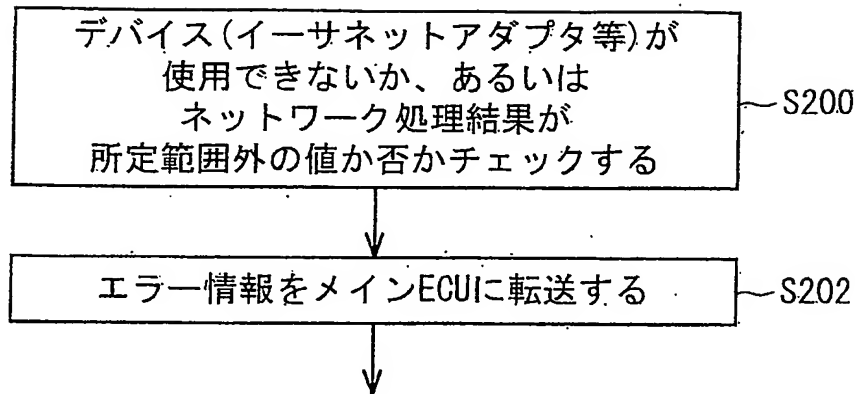 デバイス(イーサネットアダプタ等)が
使用できないか、あるいは
ネットワーク処理結果が
所定範囲外の値か否かチェックする
S200
エラー情報をメインECUに転送する
S202